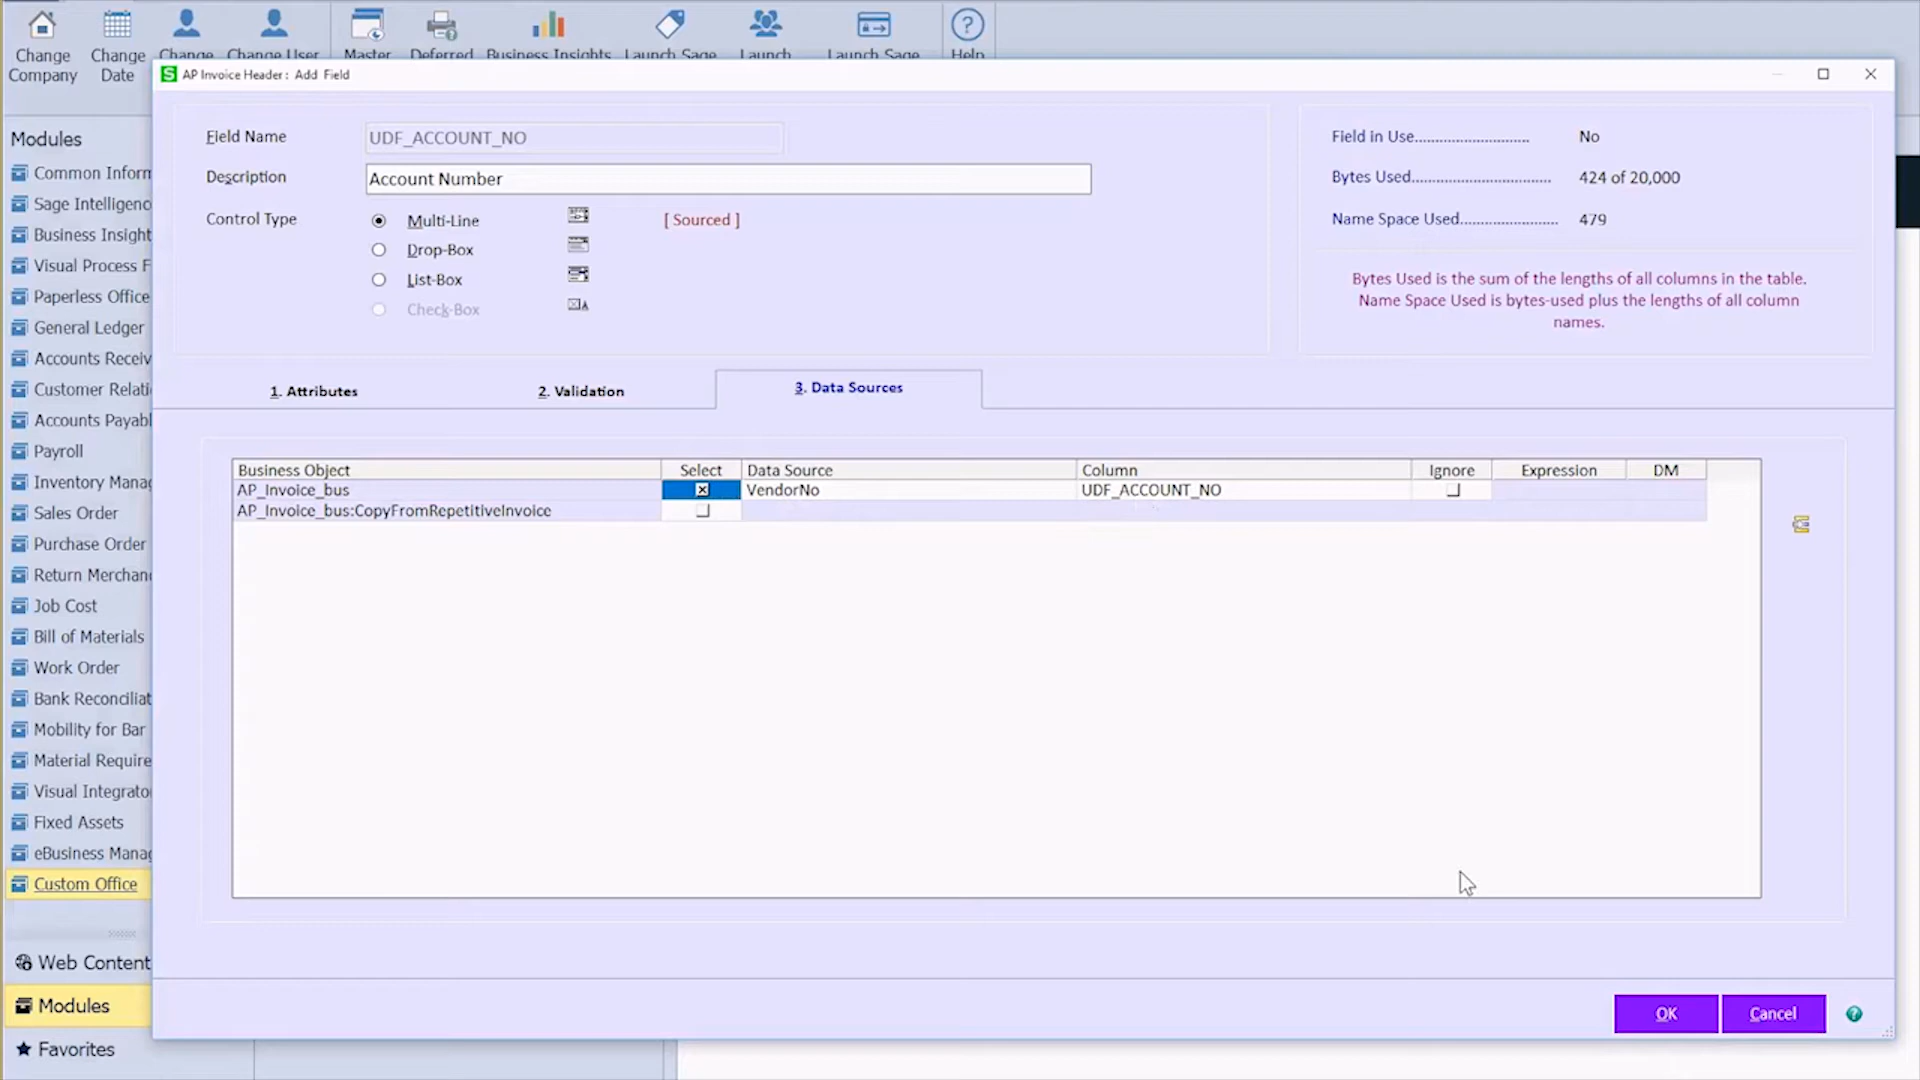 Change Company
Change Date
Change
Change User
Master
Deferred
Business Insights
Launch Sage
Launch
Launch Sage
Help
AP Invoice Header: Add Field
Modules
Common Inform
Sage Intelligenc
Business Insight
Visual Process F
Paperless Office
General Ledger
Accounts Receiv
Customer Relati
Accounts Payabl
Payroll
Inventory Manag
Sales Order
Purchase Order
Return Merchan
Job Cost
Bill of Materials
Work Order
Bank Reconciliat
Mobility for Bar
Material Require
Visual Integrato
Fixed Assets
eBusiness Manag
Custom Office
Web Content
Modules
Favorites
Field Name
UDF_ACCOUNT_NO
Description
Account Number
Control Type
Multi-Line
[ Sourced ]
Drop-Box
List-Box
Check-Box
Field in Use............................ No
Bytes Used.................................. 424 of 20,000
Name Space Used........................ 479
Bytes Used is the sum of the lengths of all columns in the table.
Name Space Used is bytes-used plus the lengths of all column
names.
1. Attributes
2. Validation
3. Data Sources
Business Object Select Data Source Column Ignore Expression DM
AP_Invoice_bus VendorNo UDF_ACCOUNT_NO
AP_Invoice_bus:CopyFromRepetitiveInvoice
OK
Cancel